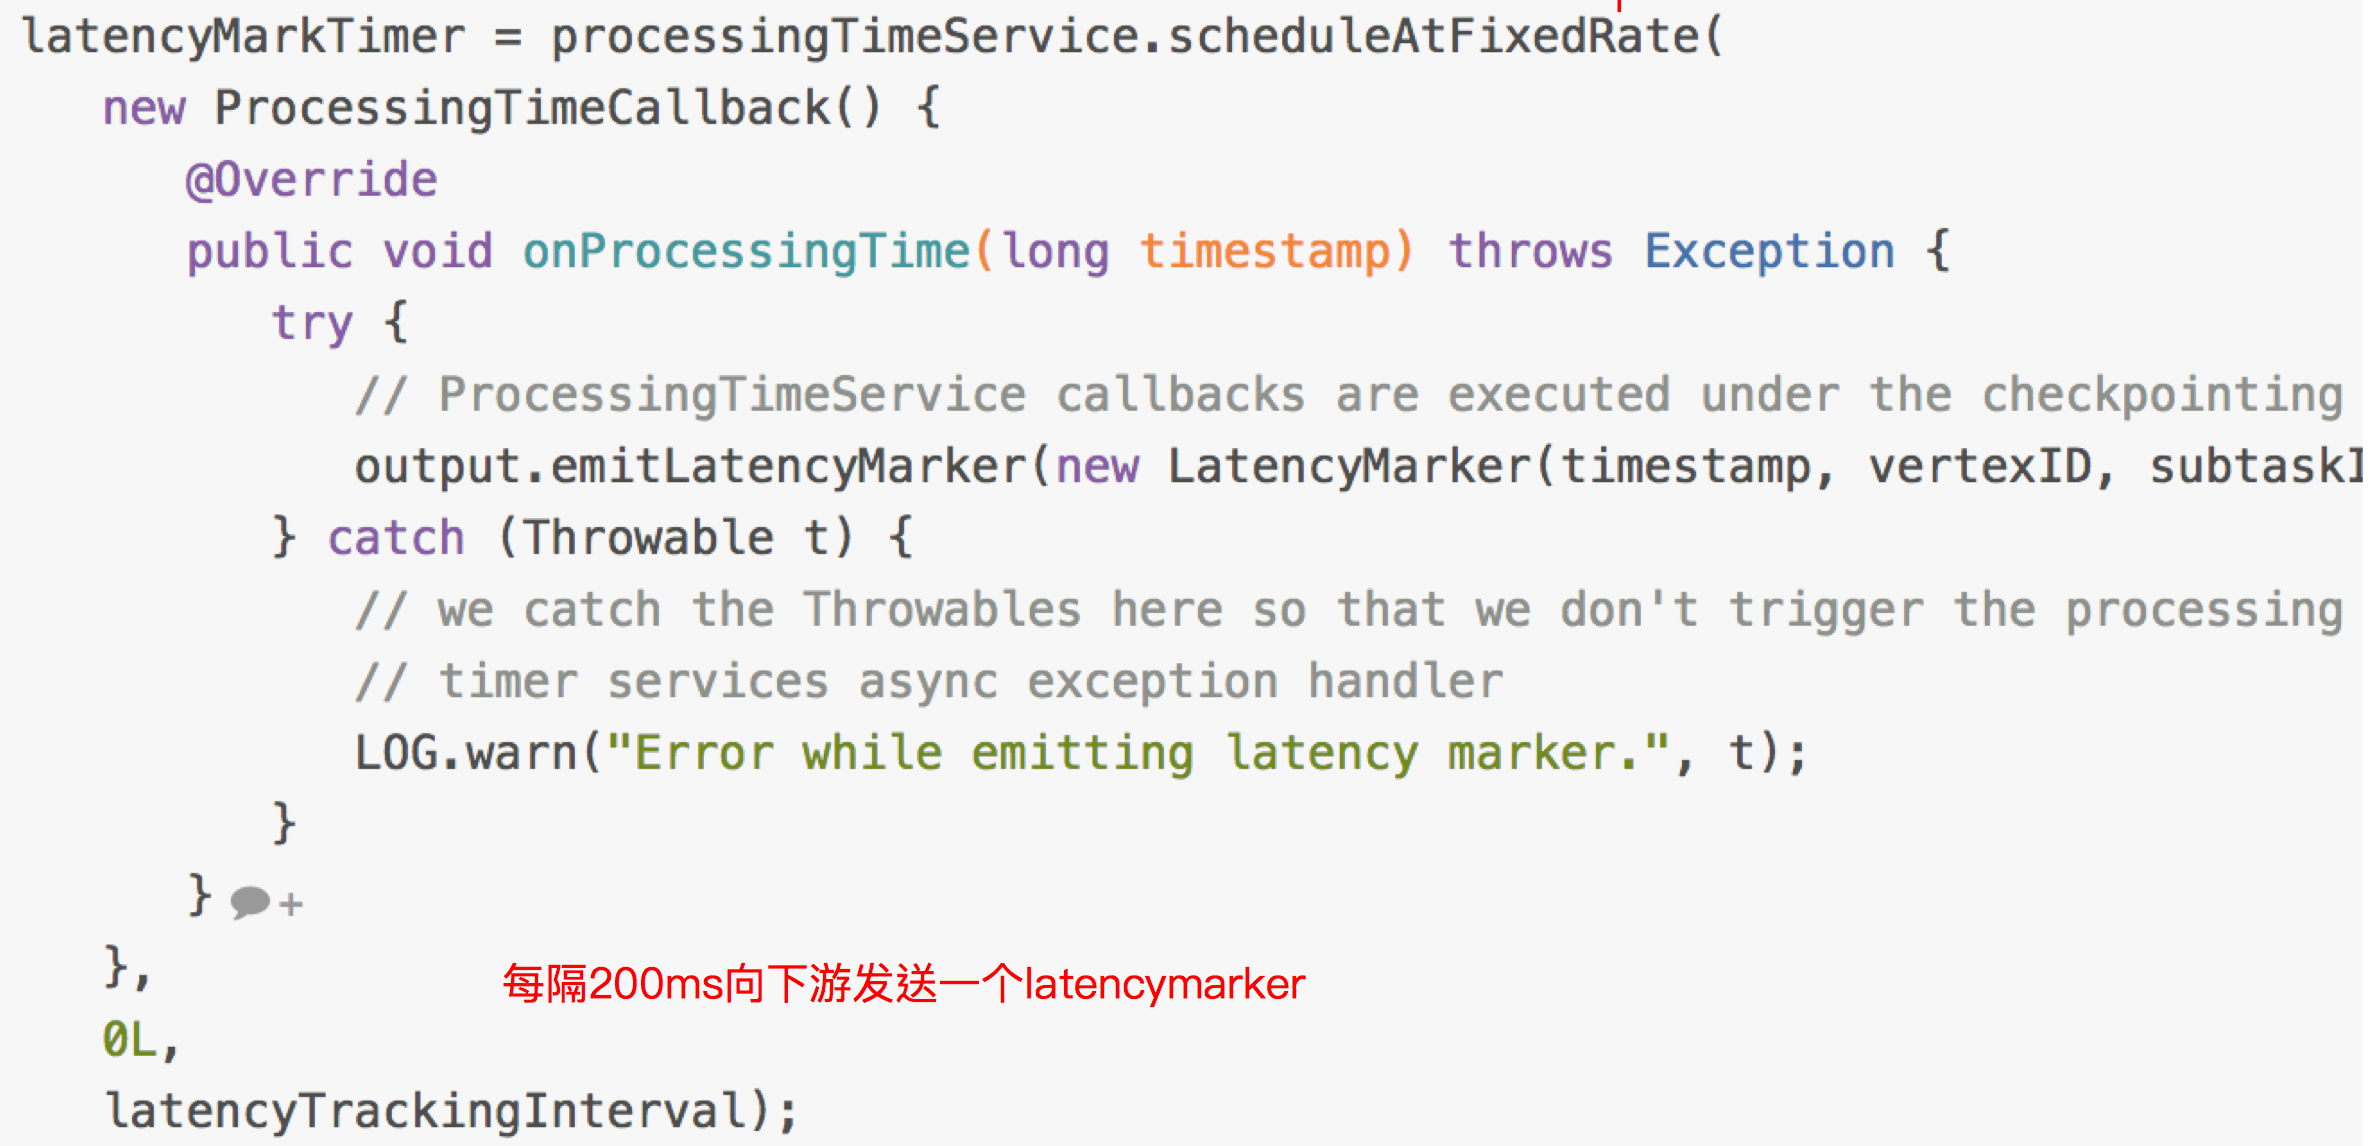 latencyMarkTimer = processingTimeService.scheduleAtFixedRate(
new ProcessingTimeCallback() {
@Override
public void onProcessingTime(long timestamp) throws Exception {
try {
// ProcessingTimeService callbacks are executed under the checkpointing
output.emitLatencyMarker(new LatencyMarker(timestamp, vertexID, subtaskI
} catch (Throwable t) {
// we catch the Throwables here so that we don't trigger the processing
// timer services async exception handler
LOG.warn("Error while emitting latency marker.", t);
}
} +
},
每隔200ms向下游发送一个latencymarker
0L,
latencyTrackingInterval);